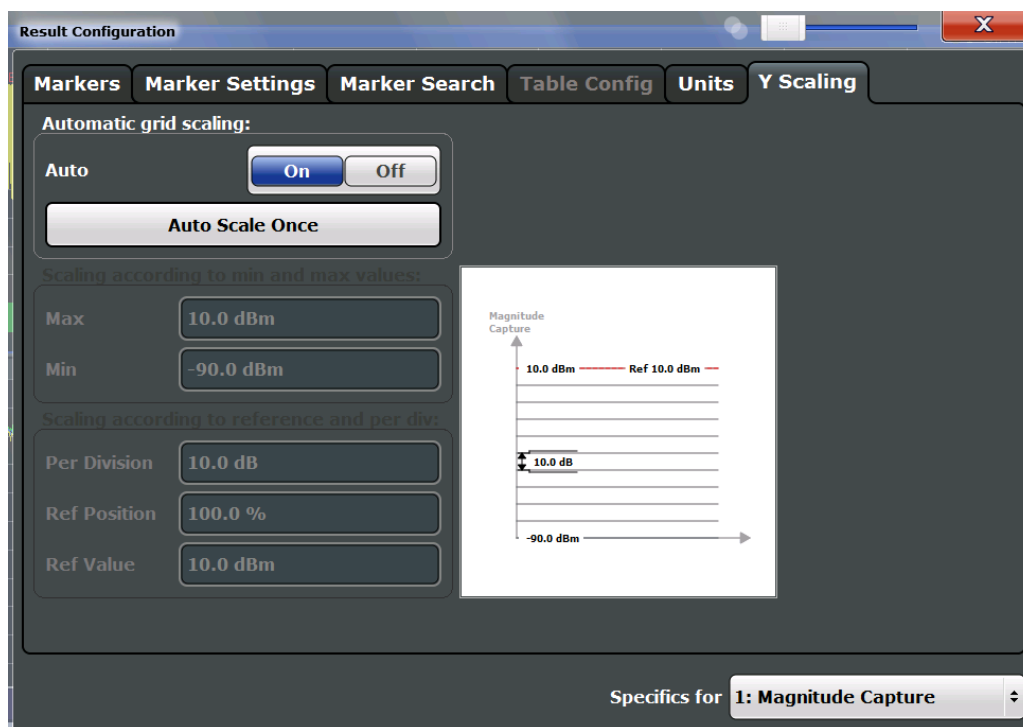 Result Configuration
X
Markers Marker Settings Marker Search Table Config Units Y Scaling
Automatic grid scaling:
Auto On Off
Auto Scale Once
Scaling according to min and max values:
Max 10.0 dBm
Min -90.0 dBm
Scaling according to reference and per div:
Per Division 10.0 dB
Ref Position 100.0 %
Ref Value 10.0 dBm
Magnitude
Capture
10.0 dBm Ref 10.0 dBm
10.0 dB
-90.0 dBm
Specifics for 1: Magnitude Capture